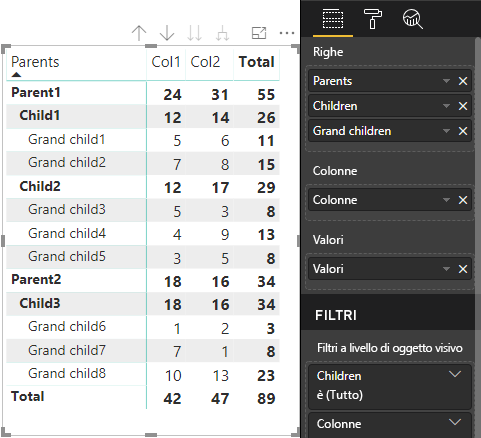 Parents Col1 Col2 Total
Parent1 24 31 55
Child1 12 14 26
Grand child1 5 6 11
Grand child2 7 8 15
Child2 12 17 29
Grand child3 5 3 8
Grand child4 4 9 13
Grand child5 3 5 8
Parent2 18 16 34
Child3 18 16 34
Grand child6 1 2 3
Grand child7 7 1 8
Grand child8 10 13 23
Total 42 47 89
Righe
Parents
Children
Grand children
Colonne
Colonne
Valori
Valori
FILTRI
Filtri a livello di oggetto visivo
Children
è (Tutto)
Colonne